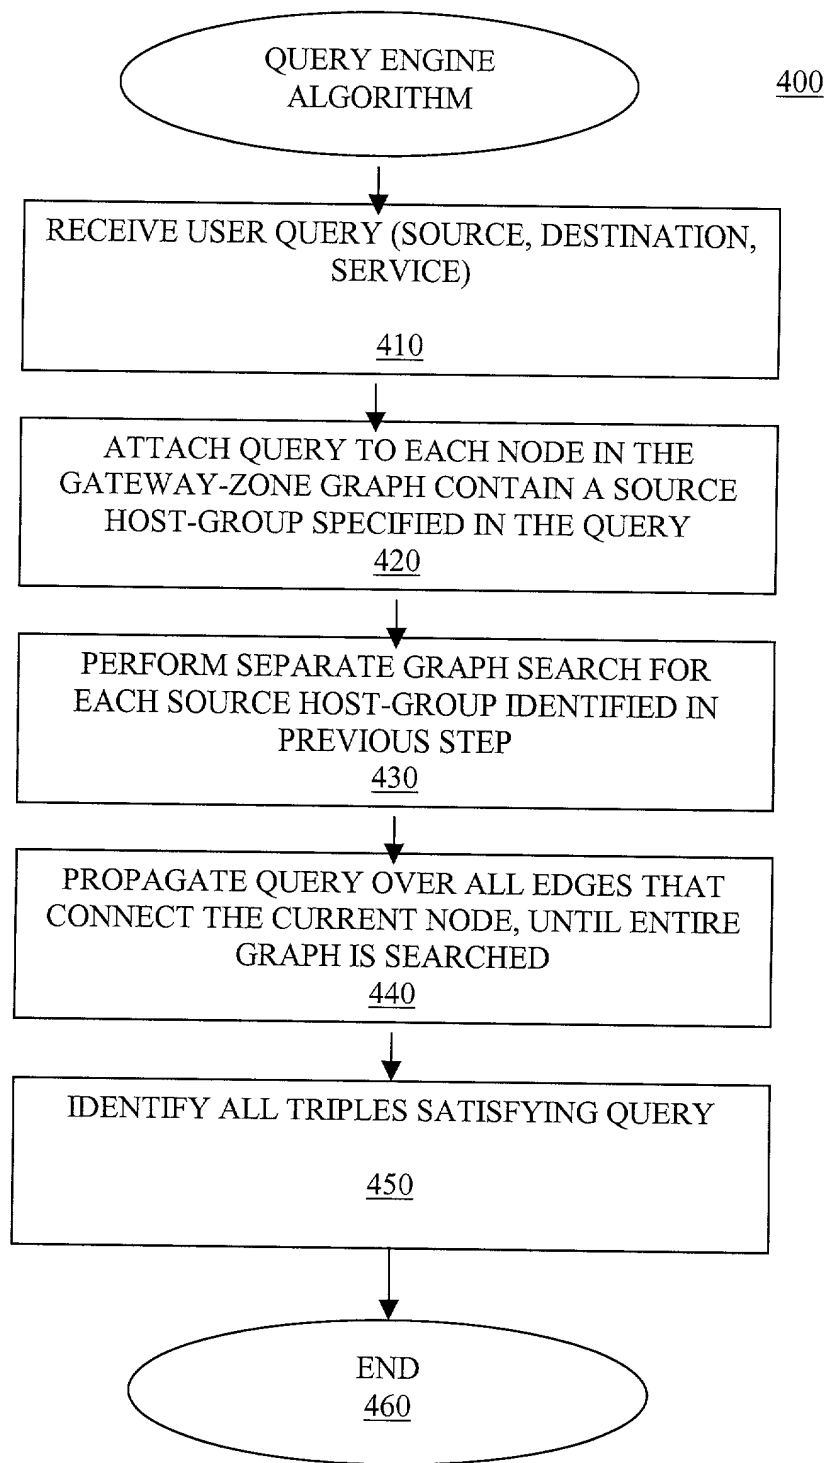 QUERY ENGINE
ALGORITHM
400
RECEIVE USER QUERY (SOURCE, DESTINATION,
SERVICE)
410
ATTACH QUERY TO EACH NODE IN THE
GATEWAY-ZONE GRAPH CONTAIN A SOURCE
HOST-GROUP SPECIFIED IN THE QUERY
420
PERFORM SEPARATE GRAPH SEARCH FOR
EACH SOURCE HOST-GROUP IDENTIFIED IN
PREVIOUS STEP
430
PROPAGATE QUERY OVER ALL EDGES THAT
CONNECT THE CURRENT NODE, UNTIL ENTIRE
GRAPH IS SEARCHED
440
IDENTIFY ALL TRIPLES SATISFYING QUERY
450
END
460